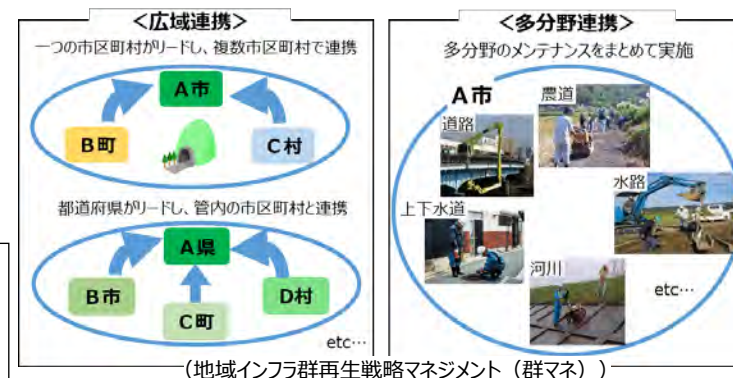 <広域連携>
一つの市区町村がリードし、複数市区町村で連携
A市
B町
C村
都道府県がリードし、管内の市区町村と連携
A県
B市
C町
D村
etc…
<多分野連携>
多分野のメンテナンスをまとめて実施
A市
道路
農道
水路
上下水道
河川
etc…
(地域インフラ群再生戦略マネジメント（群マネ）)